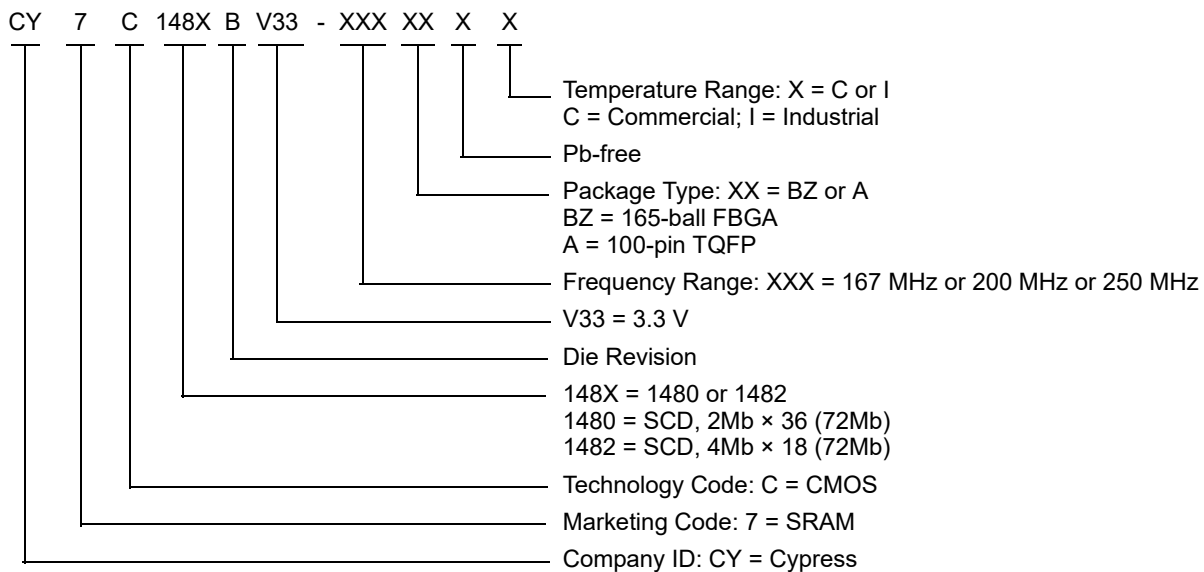 CY 7 C 148X B V33 - XXX XX X X
Temperature Range: X = C or I
C = Commercial; I = Industrial
Pb-free
Package Type: XX = BZ or A
BZ = 165-ball FBGA
A = 100-pin TQFP
Frequency Range: XXX = 167 MHz or 200 MHz or 250 MHz
V33 = 3.3 V
Die Revision
148X = 1480 or 1482
1480 = SCD, 2Mb × 36 (72Mb)
1482 = SCD, 4Mb × 18 (72Mb)
Technology Code: C = CMOS
Marketing Code: 7 = SRAM
Company ID: CY = Cypress